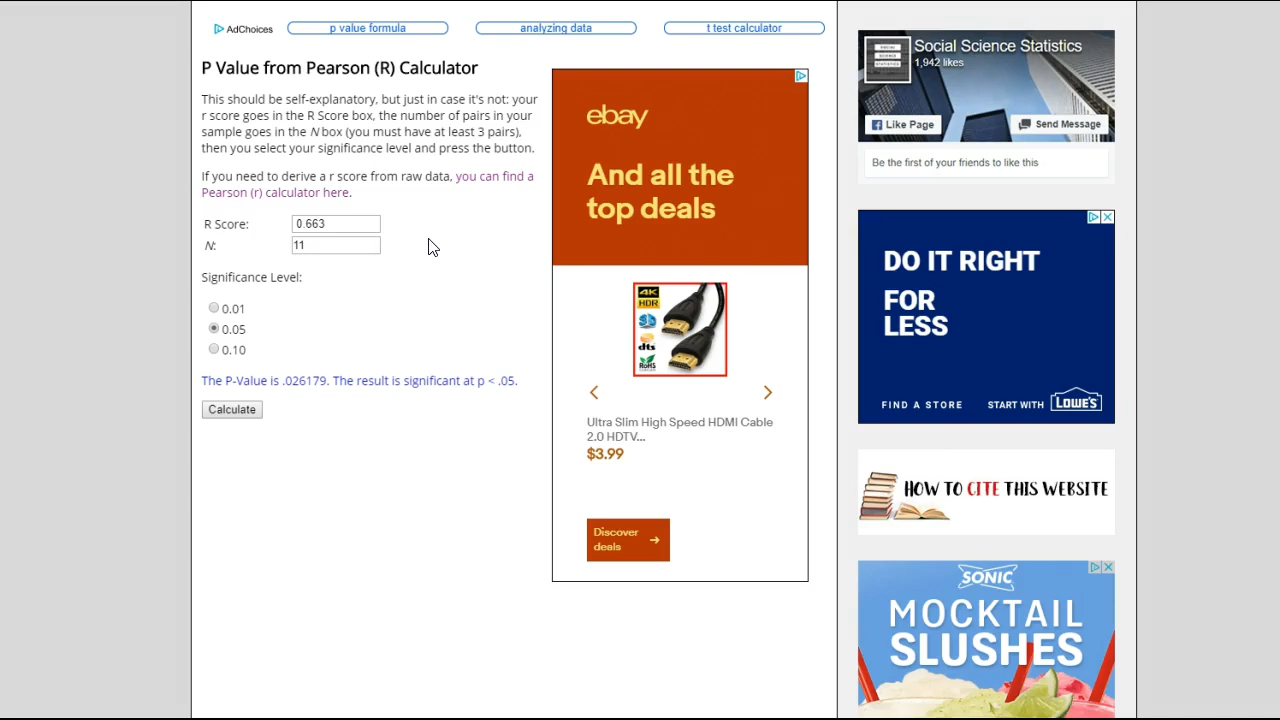 AdChoices
p value formula
analyzing data
t test calculator
P Value from Pearson (R) Calculator
This should be self-explanatory, but just in case it's not: your
r score goes in the R Score box, the number of pairs in your
sample goes in the N box (you must have at least 3 pairs),
then you select your significance level and press the button.
If you need to derive a r score from raw data, you can find a
Pearson (r) calculator here.
R Score: 0.663
N: 11
Significance Level:
0.01
0.05
0.10
The P-Value is .026179. The result is significant at p < .05.
Calculate
ebay
And all the
top deals
4K
HDR
3D
dts
RoHS
Ultra Slim High Speed HDMI Cable
2.0 HDTV...
$3.99
Discover
deals
Social Science Statistics
1,942 likes
Like Page
Send Message
Be the first of your friends to like this
DO IT RIGHT
FOR
LESS
FIND A STORE
START WITH LOWE'S
HOW TO CITE THIS WEBSITE
SONIC
MOCKTAIL
SLUSHES